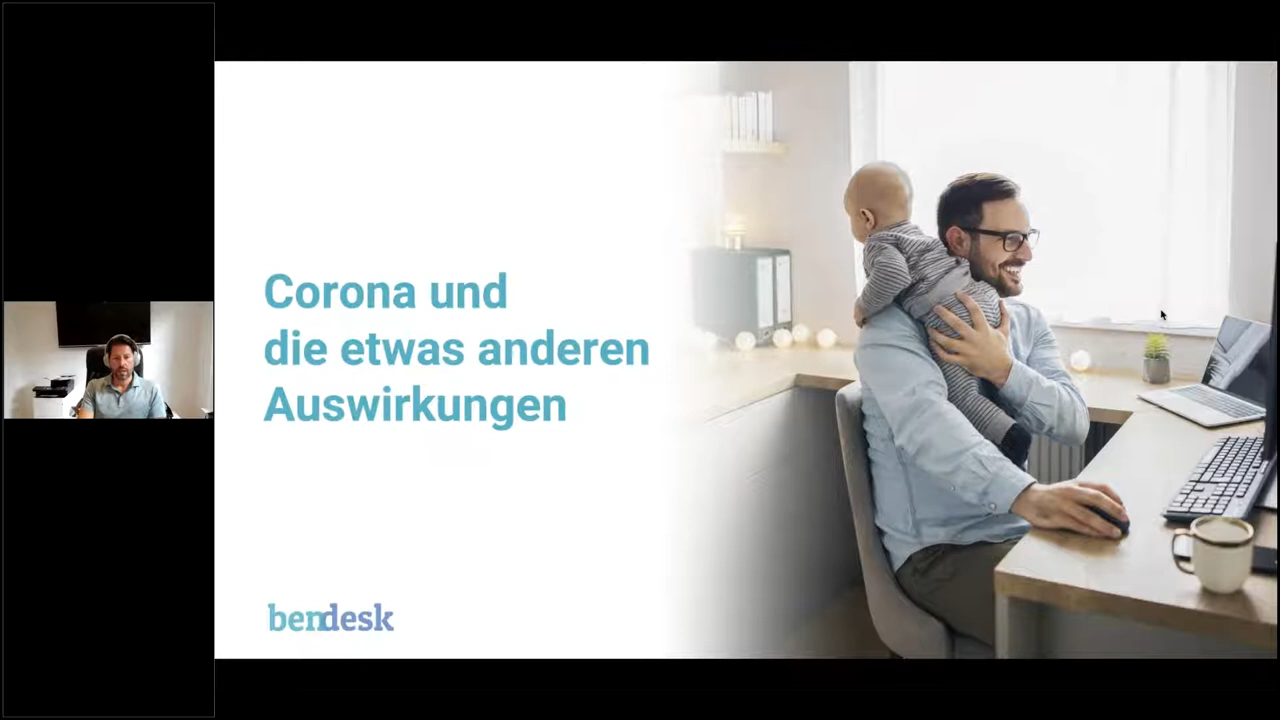 Corona und
die etwas anderen
Auswirkungen
bendesk